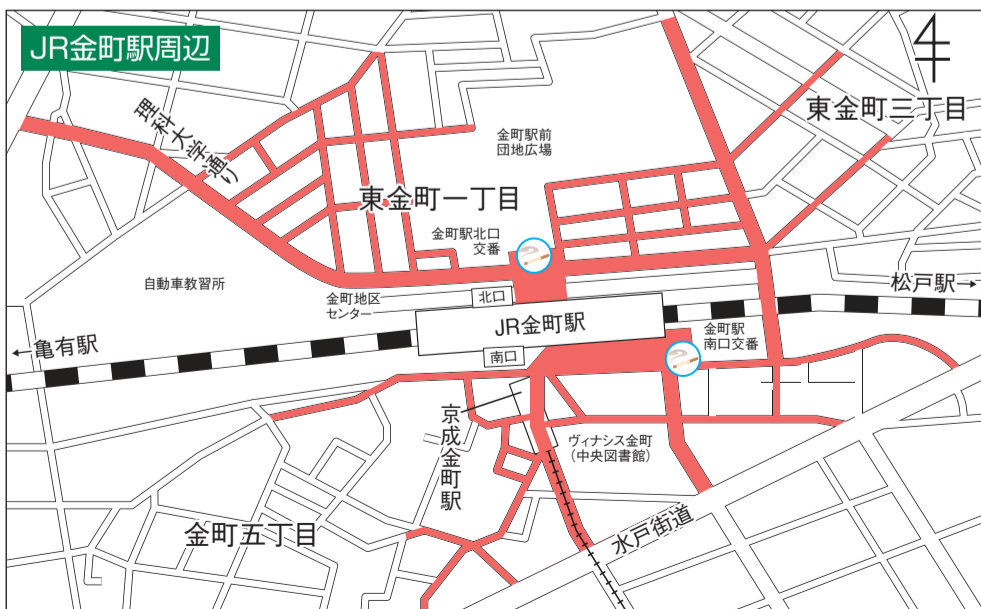 JR金町駅周辺
理科大学通り
東金町三丁目
金町駅前
団地広場
東金町一丁目
金町駅北口
交番
自動車教習所
金町地区
センター
北口
松戸駅→
JR金町駅
←亀有駅
南口
金町駅
南口交番
京成金町駅
ヴィナシス金町
(中央図書館)
金町五丁目
水戸街道